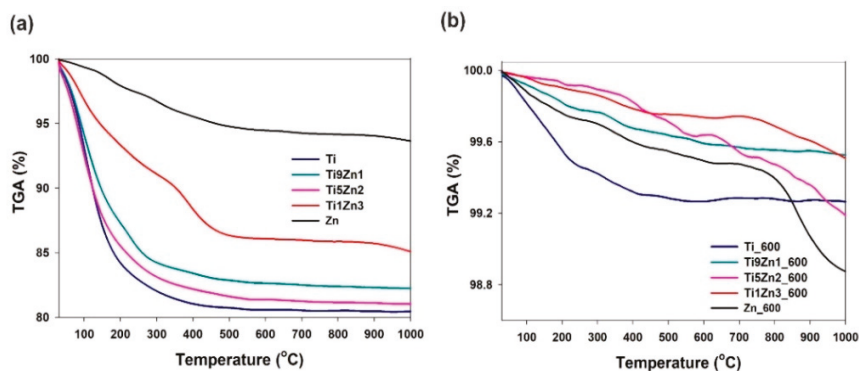 (a)
100
95
90
85
80
TGA (%)
Ti
Ti9Zn1
Ti5Zn2
Ti1Zn3
Zn
100 200 300 400 500 600 700 800 900 1000
Temperature (oC)
(b)
100.0
99.6
99.2
98.8
TGA (%)
Ti_600
Ti9Zn1_600
Ti5Zn2_600
Ti1Zn3_600
Zn_600
100 200 300 400 500 600 700 800 900 1000
Temperature (oC)